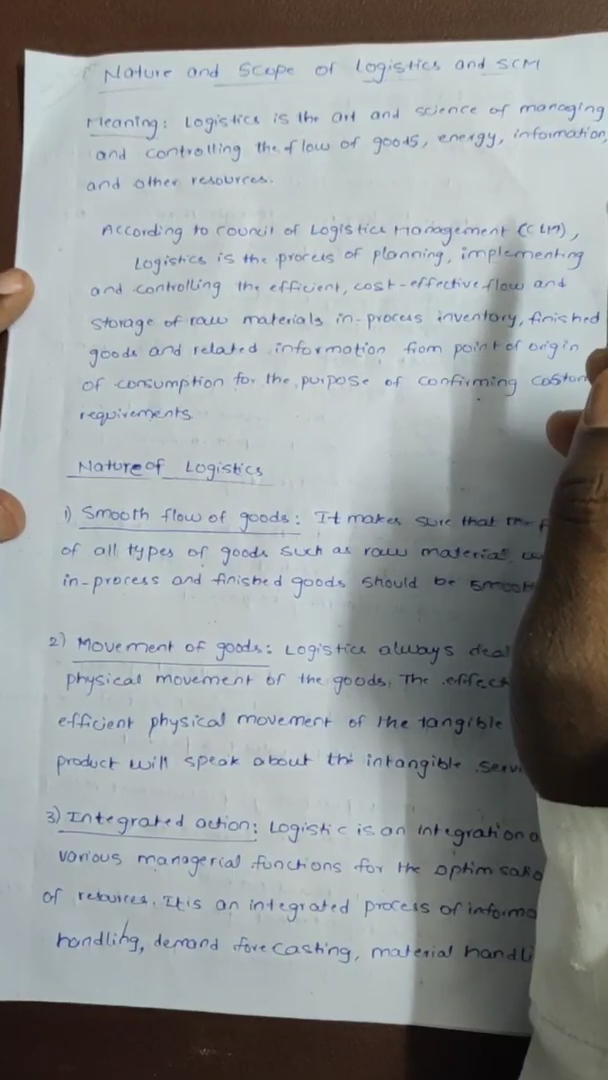 Nature and Scope of Logistics and SCM
Meaning: Logistics is the art and science of managing
and controlling the flow of goods, energy, information,
and other resources.
According to council of Logistics Management (CLM),
Logistics is the process of planning, implementing
and controlling the efficient, cost-effective flow and
storage of raw materials in-process inventory, finished
goods and related information from point of origin
of consumption for the purpose of confirming
requirements.
Nature of Logistics
1) Smooth flow of goods: It makes sure that the
of all types of goods such as raw material,
in-process and finished goods should be
2) Movement of goods: Logistics always
physical movement of the goods. The
efficient physical movement of the tangible
product will speak about the intangible
3) Integrated action: Logistic is an integration
various managerial functions for the
of resources. It is an integrated process of
handling, demand forecasting, material